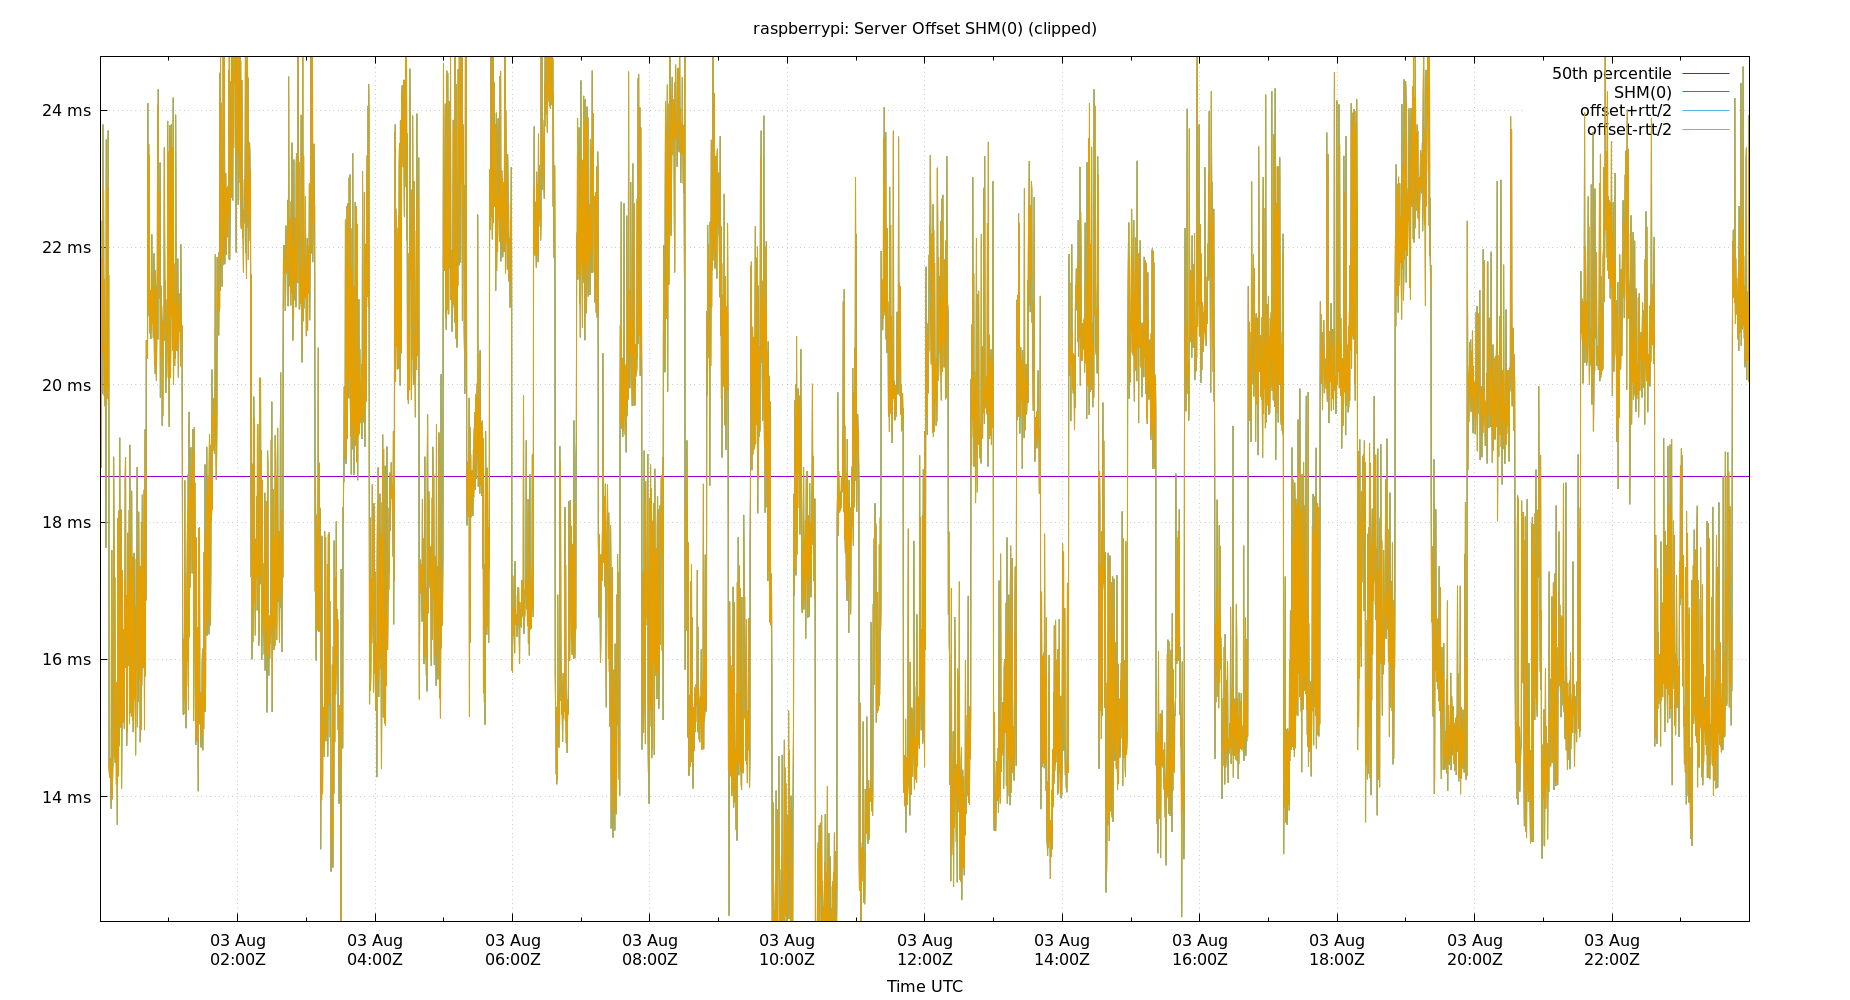 raspberrypi: Server Offset SHM(0) (clipped)
50th percentile
SHM(0)
offset+rtt/2
offset-rtt/2
24 ms
22 ms
20 ms
18 ms
16 ms
14 ms
03 Aug 03 Aug 03 Aug 03 Aug 03 Aug 03 Aug 03 Aug 03 Aug 03 Aug 03 Aug 03 Aug
02:00Z 04:00Z 06:00Z 08:00Z 10:00Z 12:00Z 14:00Z 16:00Z 18:00Z 20:00Z 22:00Z
Time UTC